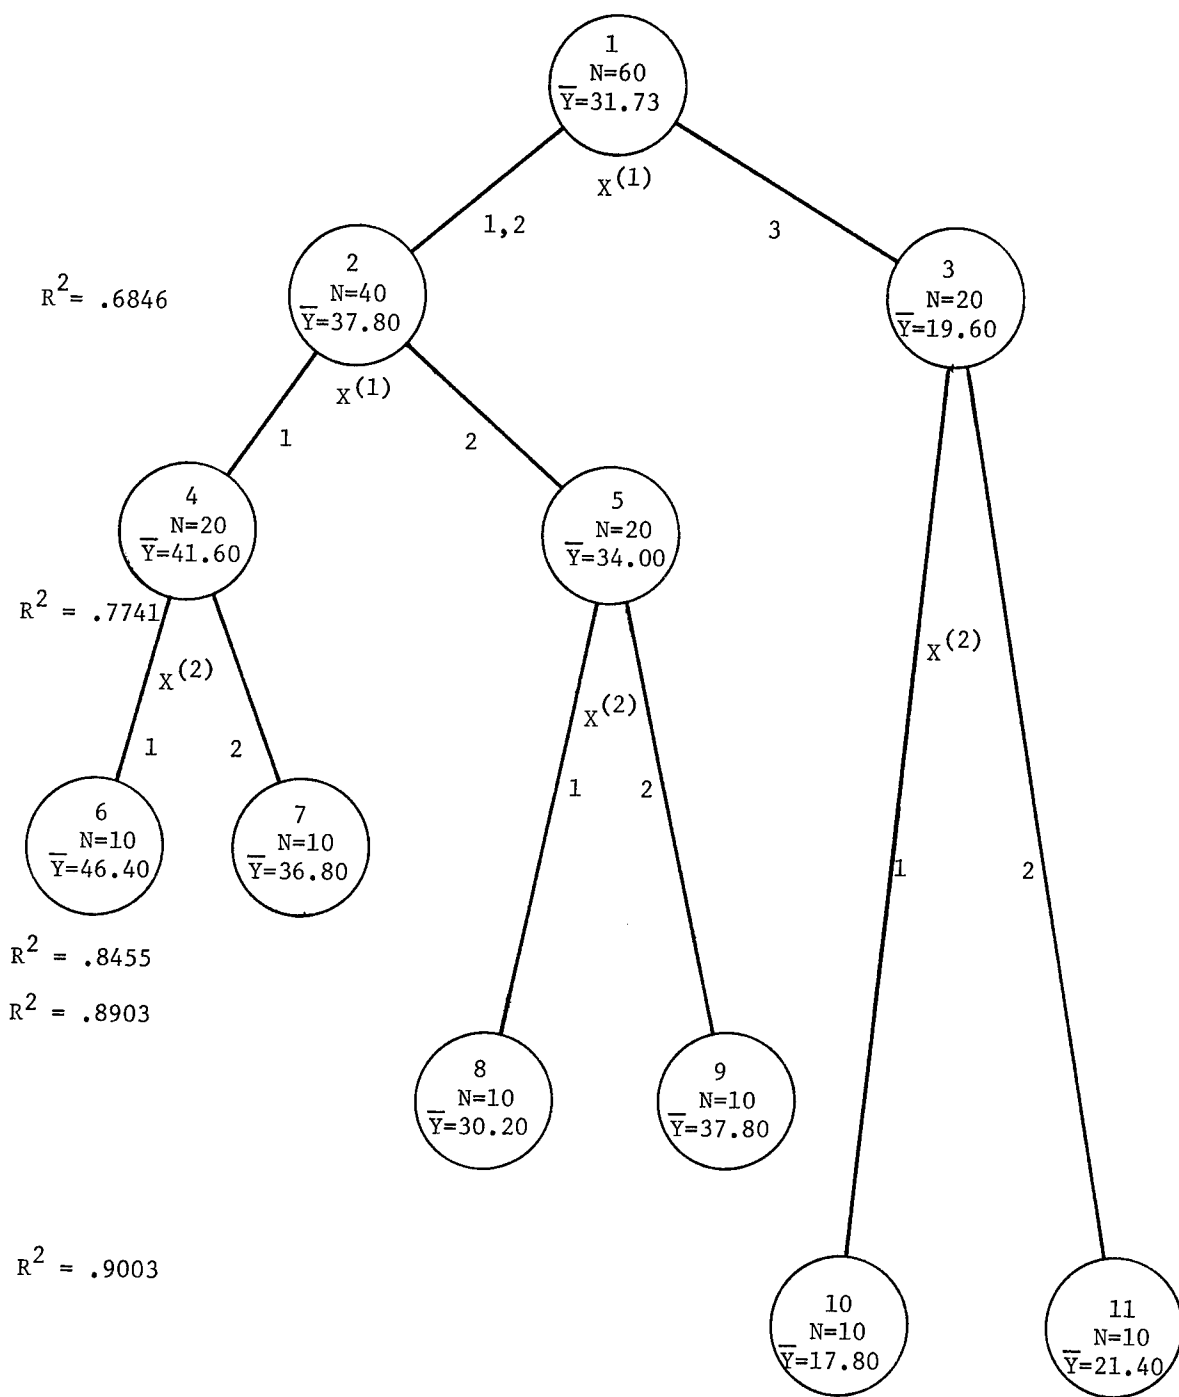 1
N=60
Y̅=31.73
X⁽¹⁾
1,2
3
2
N=40
Y̅=37.80
3
N=20
Y̅=19.60
R²= .6846
X⁽¹⁾
1
2
4
N=20
Y̅=41.60
5
N=20
Y̅=34.00
R² = .7741
X⁽²⁾
X⁽²⁾
X⁽²⁾
1
2
1
2
6
N=10
Y̅=46.40
7
N=10
Y̅=36.80
1
2
R² = .8455
R² = .8903
8
N=10
Y̅=30.20
9
N=10
Y̅=37.80
R² = .9003
10
N=10
Y̅=17.80
11
N=10
Y̅=21.40